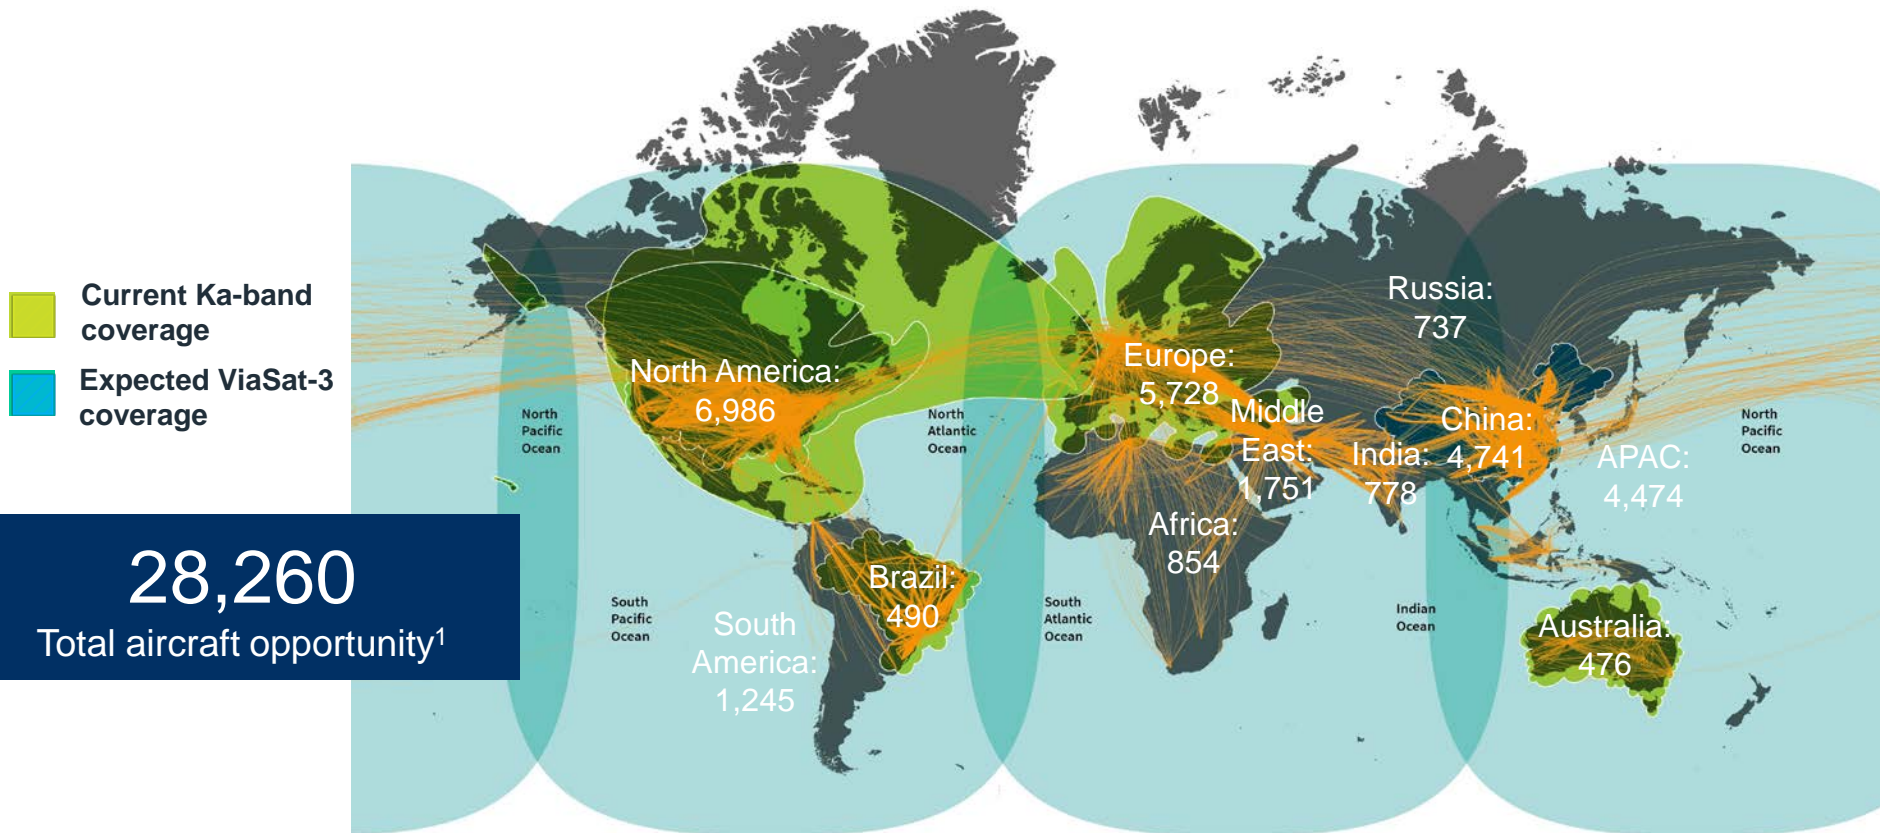 Current Ka-band
coverage
Expected ViaSat-3
coverage
28,260
Total aircraft opportunity¹
North America:
6,986
Europe:
5,728
Russia:
737
Middle
East:
1,751
India:
778
China:
4,741
APAC:
4,474
Africa:
854
Brazil:
490
South
America:
1,245
Australia:
476
North
Pacific
Ocean
North
Atlantic
Ocean
North
Pacific
Ocean
South
Pacific
Ocean
South
Atlantic
Ocean
Indian
Ocean